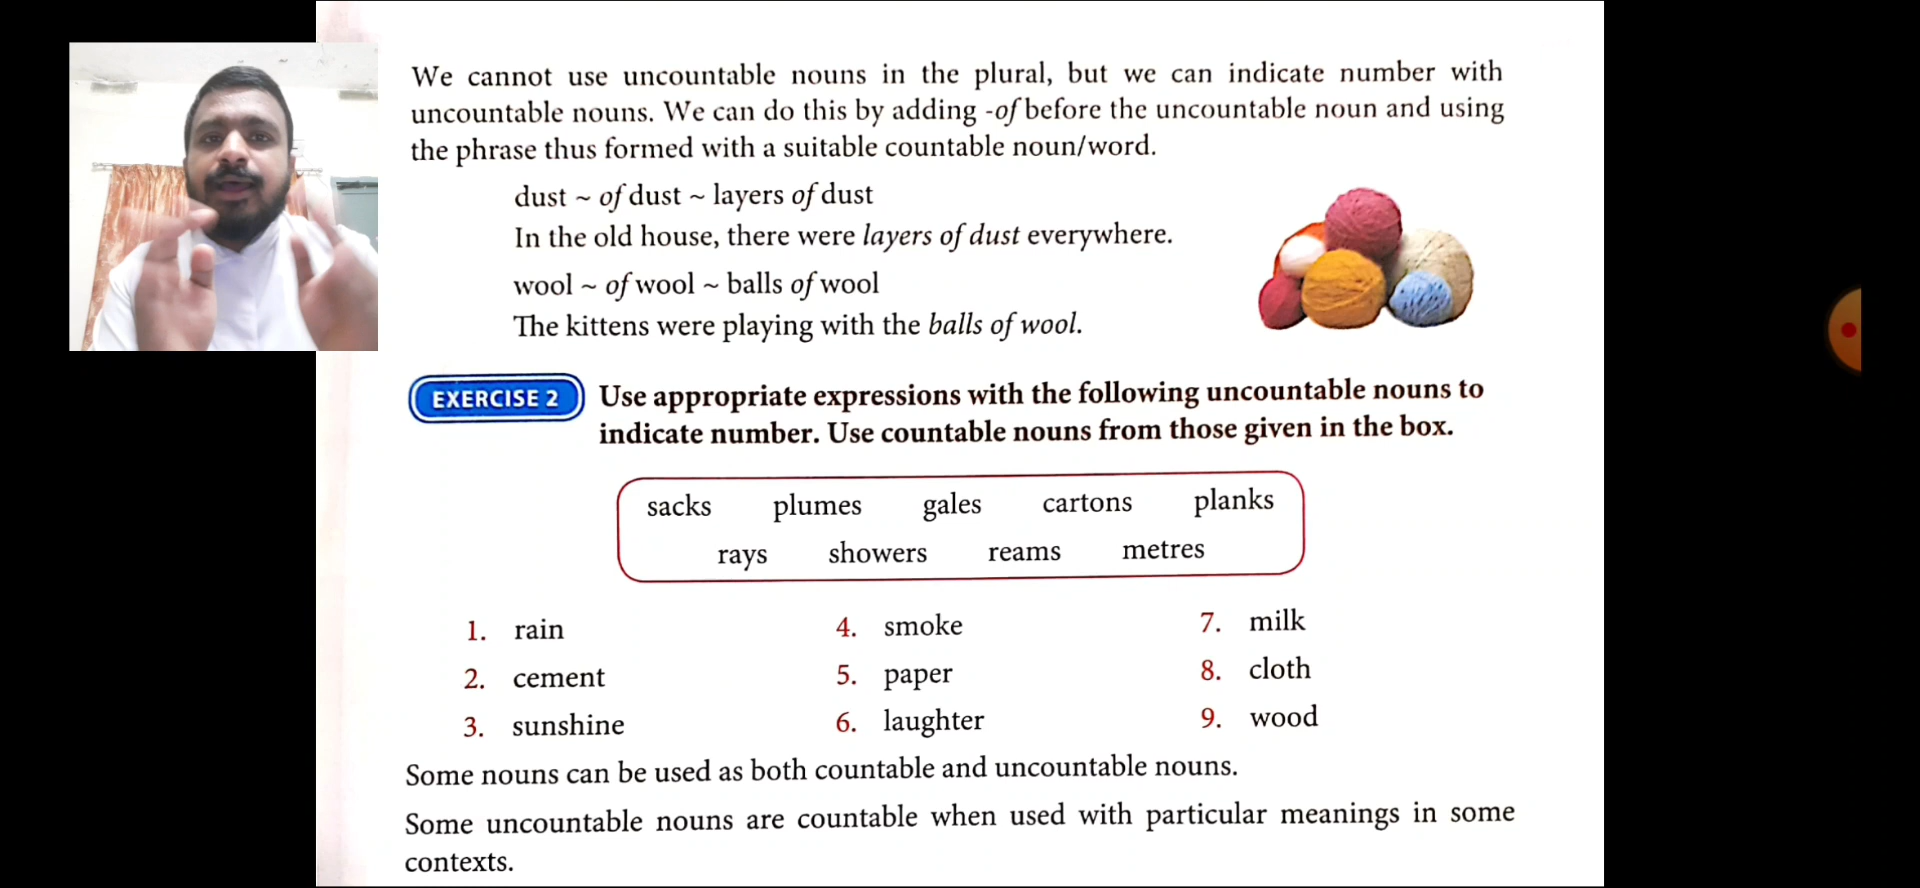 We cannot use uncountable nouns in the plural, but we can indicate number with
uncountable nouns. We can do this by adding -of before the uncountable noun and using
the phrase thus formed with a suitable countable noun/word.
dust ~ of dust ~ layers of dust
In the old house, there were layers of dust everywhere.
wool ~ of wool ~ balls of wool
The kittens were playing with the balls of wool.
EXERCISE 2 Use appropriate expressions with the following uncountable nouns to
indicate number. Use countable nouns from those given in the box.
sacks plumes gales cartons planks
rays showers reams metres
1. rain 4. smoke 7. milk
2. cement 5. paper 8. cloth
3. sunshine 6. laughter 9. wood
Some nouns can be used as both countable and uncountable nouns.
Some uncountable nouns are countable when used with particular meanings in some
contexts.